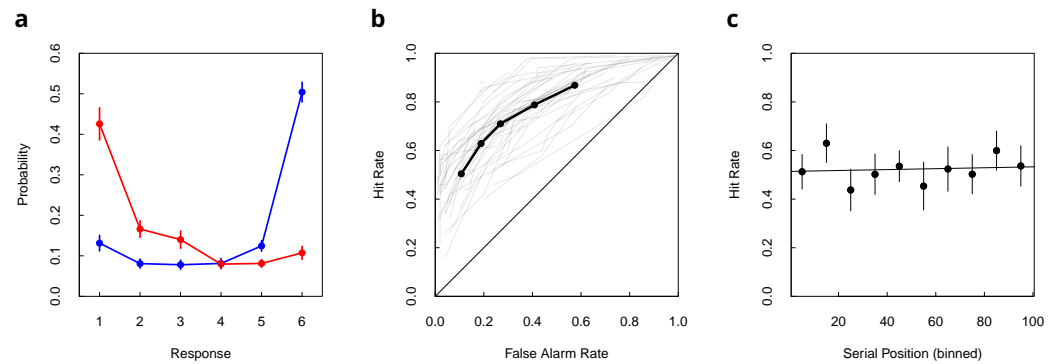 a
b
c
0.0 0.1 0.2 0.3 0.4 0.5 0.6
Probability
1 2 3 4 5 6
Response
0.0 0.2 0.4 0.6 0.8 1.0
Hit Rate
0.0 0.2 0.4 0.6 0.8 1.0
False Alarm Rate
0.0 0.2 0.4 0.6 0.8 1.0
Hit Rate
20 40 60 80 100
Serial Position (binned)